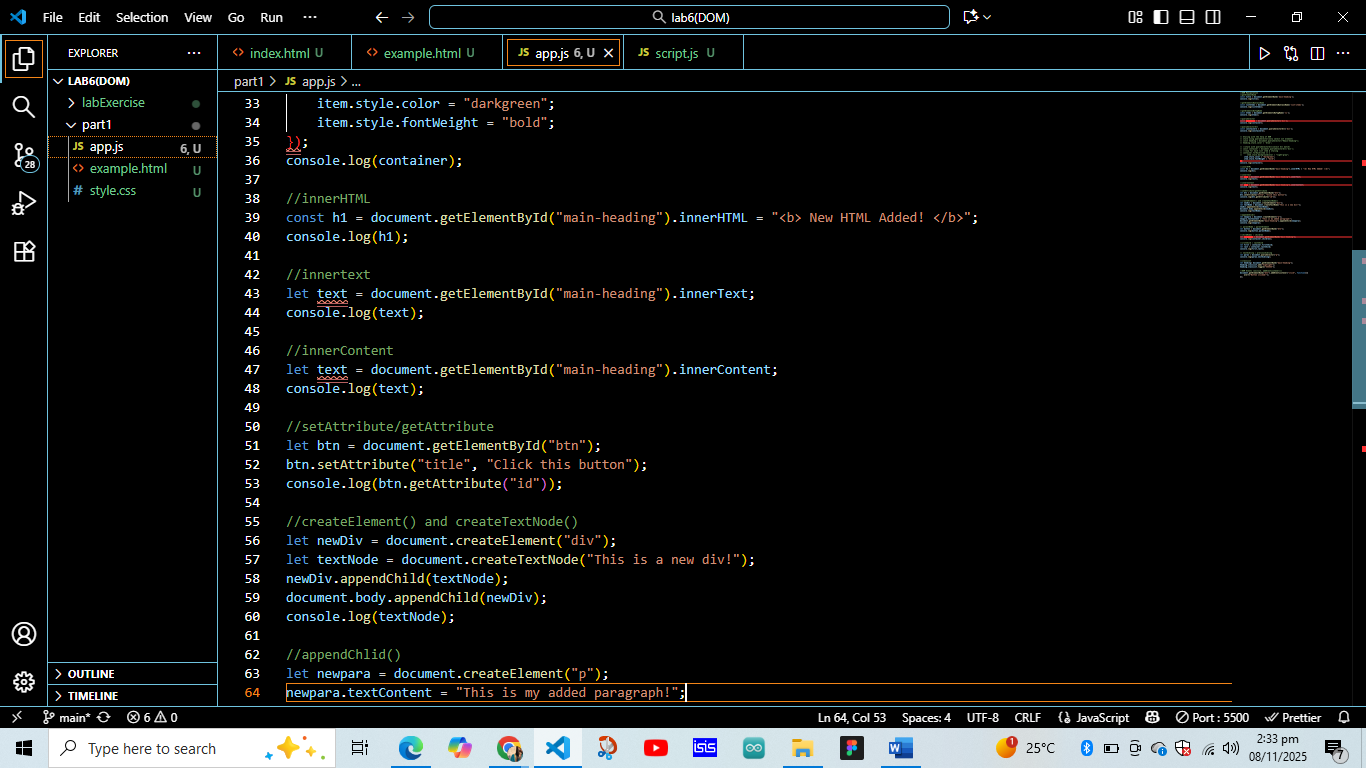 File Edit Selection View Go Run ··· lab6(DOM)
EXPLORER ···
index.html U example.html U JS app.js 6, U JS script.js U
LAB6(DOM)
labExercise
part1
JS app.js 6, U
example.html U
# style.css U
OUTLINE
TIMELINE
28
part1 > JS app.js > ...
33 item.style.color = "darkgreen";
34 item.style.fontWeight = "bold";
35 });
36 console.log(container);
37
38 //innerHTML
39 const h1 = document.getElementById("main-heading").innerHTML = "<b> New HTML Added! </b>";
40 console.log(h1);
41
42 //innertext
43 let text = document.getElementById("main-heading").innerText;
44 console.log(text);
45
46 //innerContent
47 let text = document.getElementById("main-heading").innerContent;
48 console.log(text);
49
50 //setAttribute/getAttribute
51 let btn = document.getElementById("btn");
52 btn.setAttribute("title", "Click this button");
53 console.log(btn.getAttribute("id"));
54
55 //createElement() and createTextNode()
56 let newDiv = document.createElement("div");
57 let textNode = document.createTextNode("This is a new div!");
58 newDiv.appendChild(textNode);
59 document.body.appendChild(newDiv);
60 console.log(textNode);
61
62 //appendChlid()
63 let newpara = document.createElement("p");
64 newpara.textContent = "This is my added paragraph!";
main* 6 0 Ln 64, Col 53 Spaces: 4 UTF-8 CRLF {} JavaScript Port : 5500 Prettier
Type here to search isis 1 25°C 2:33 pm
08/11/2025 7